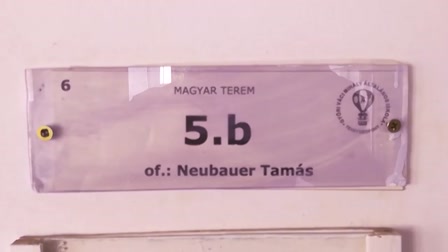 6
MAGYAR TEREM
5.b
of.: Neubauer Tamás